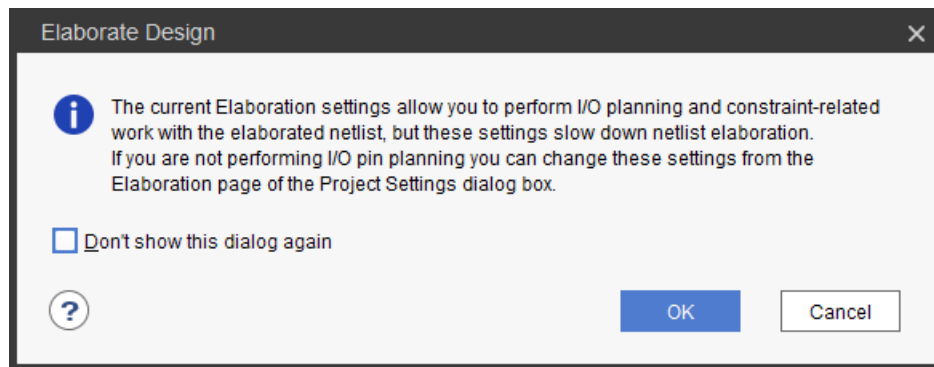 Elaborate Design
The current Elaboration settings allow you to perform I/O planning and constraint-related
work with the elaborated netlist, but these settings slow down netlist elaboration.
If you are not performing I/O pin planning you can change these settings from the
Elaboration page of the Project Settings dialog box.
Don't show this dialog again
?
OK
Cancel